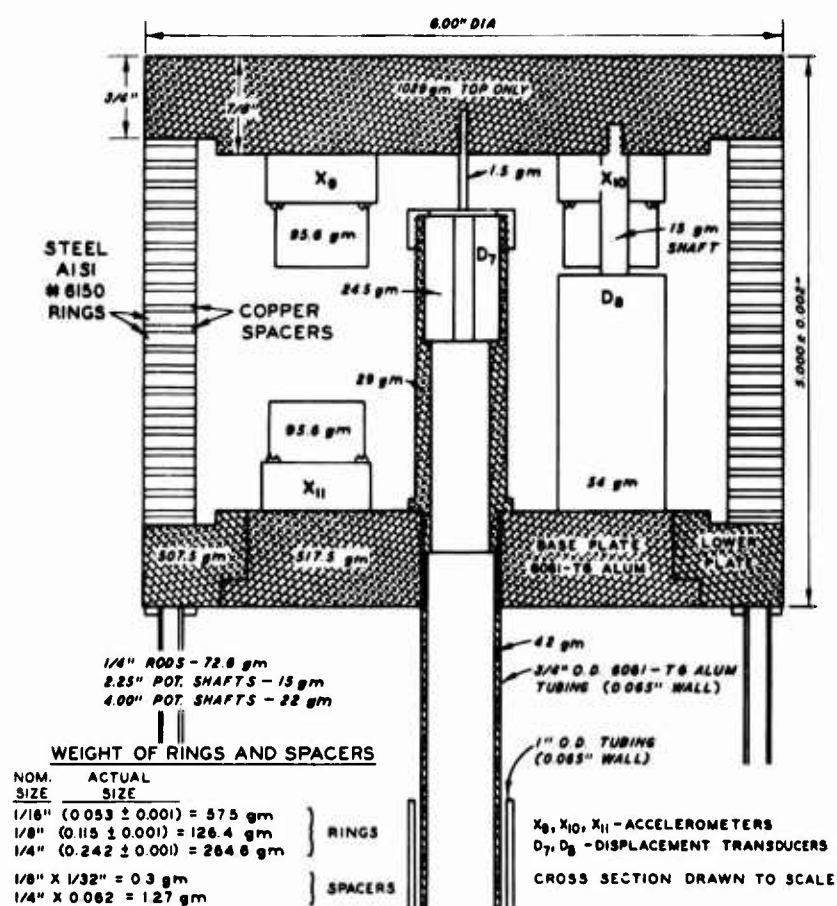 6.00" DIA
3/4"
7/8"
1028 gm TOP ONLY
5.000 ± 0.002"
X9
95.6 gm
1.5 gm
X10
15 gm
SHAFT
D7
24.5 gm
D8
STEEL
AISI
# 6150
RINGS
COPPER
SPACERS
29 gm
95.6 gm
X11
54 gm
507.5 gm
517.5 gm
BASE PLATE
6061-T6 ALUM
LOWER
PLATE
1/4" RODS - 72.6 gm
2.25" POT. SHAFTS - 15 gm
4.00" POT. SHAFTS - 22 gm
42 gm
3/4" O.D. 6061-T6 ALUM
TUBING (0.065" WALL)
1" O.D. TUBING
(0.065" WALL)
WEIGHT OF RINGS AND SPACERS
NOM. ACTUAL
SIZE SIZE
1/16" (0.053 ± 0.001) = 57.5 gm
1/8" (0.115 ± 0.001) = 126.4 gm
1/4" (0.242 ± 0.001) = 264.6 gm
RINGS
1/8" X 1/32" = 0.3 gm
1/4" X 0.062 = 1.27 gm
SPACERS
X9, X10, X11 - ACCELEROMETERS
D7, D8 - DISPLACEMENT TRANSDUCERS
CROSS SECTION DRAWN TO SCALE